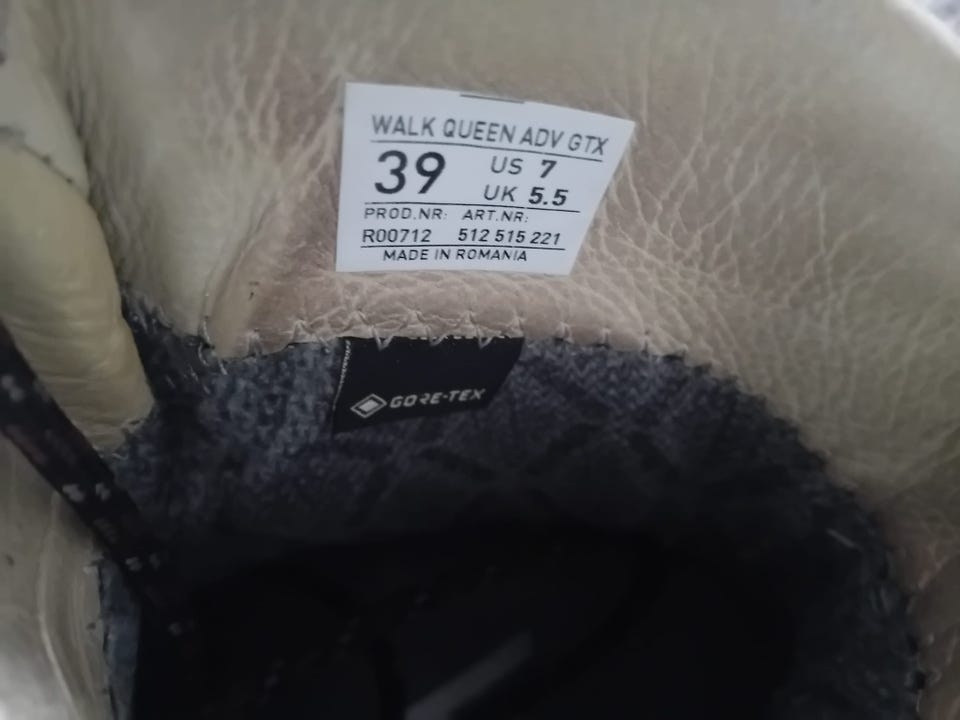 WALK QUEEN ADV GTX
39 US 7
UK 5.5
PROD.NR: ART.NR:
R00712 512 515 221
MADE IN ROMANIA
GORE-TEX